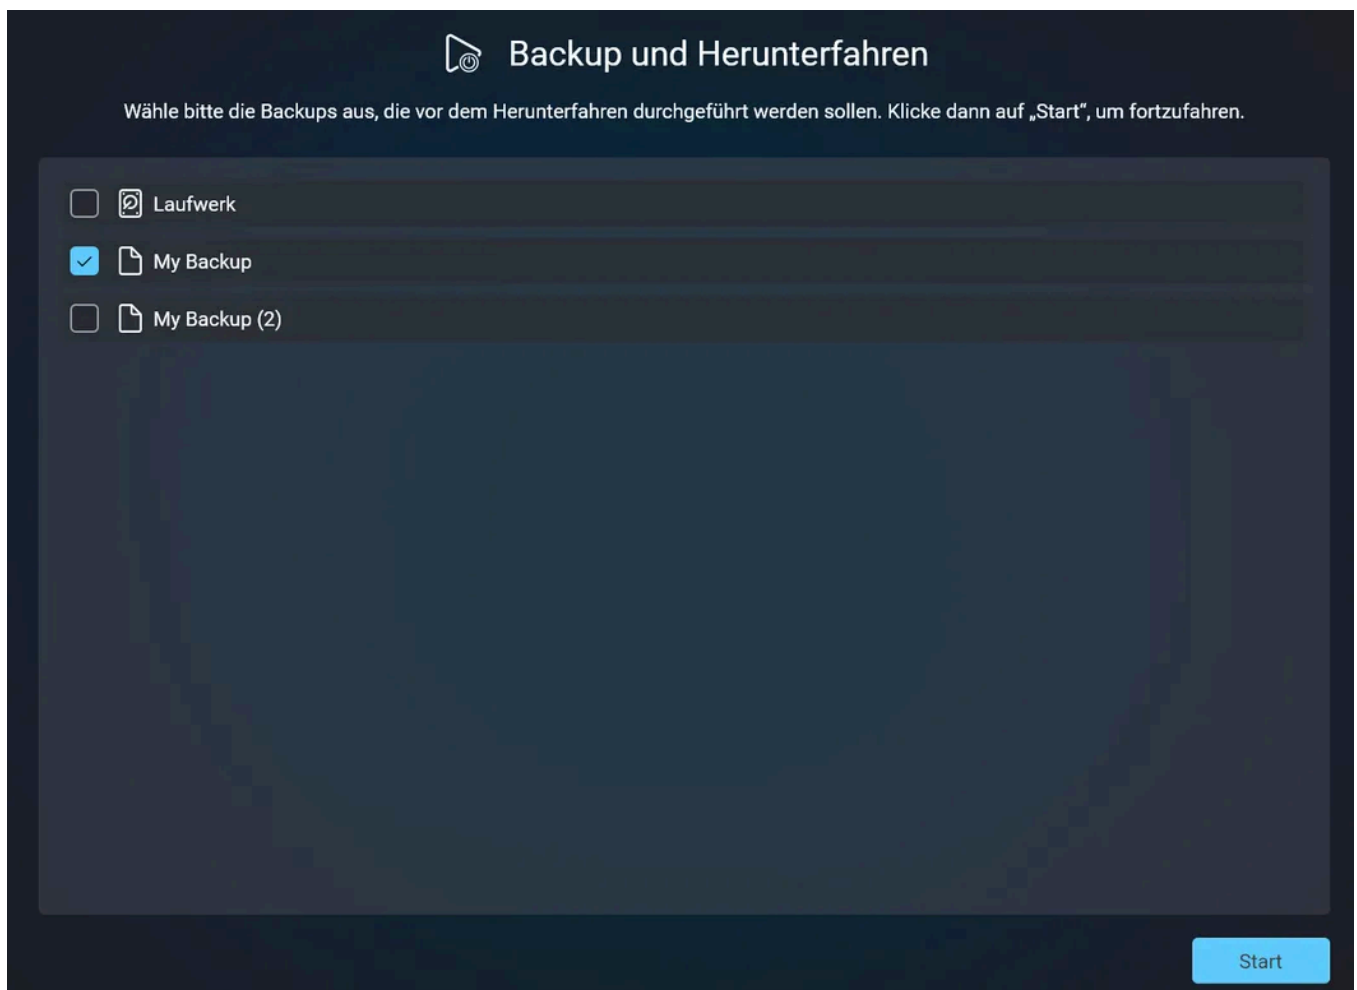 Backup und Herunterfahren
Wähle bitte die Backups aus, die vor dem Herunterfahren durchgeführt werden sollen. Klicke dann auf „Start“, um fortzufahren.
Laufwerk
My Backup
My Backup (2)
Start